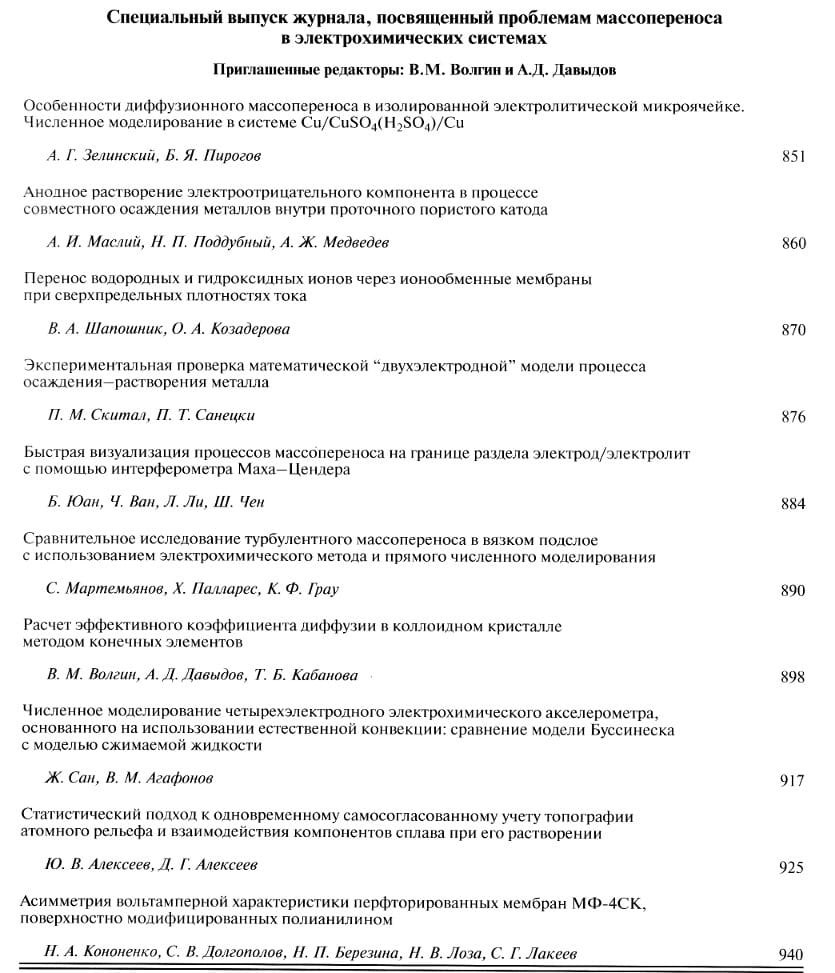 Специальный выпуск журнала, посвященный проблемам массопереноса
в электрохимических системах
Приглашенные редакторы: В.М. Волгин и А.Д. Давыдов
Особенности диффузионного массопереноса в изолированной электролитической микроячейке.
Численное моделирование в системе Cu/CuSO₄(H₂SO₄)/Cu
А. Г. Зелинский, Б. Я. Пирогов 851
Анодное растворение электроотрицательного компонента в процессе
совместного осаждения металлов внутри проточного пористого катода
А. И. Маслий, Н. П. Поддубный, А. Ж. Медведев 860
Перенос водородных и гидроксидных ионов через ионообменные мембраны
при сверхпредельных плотностях тока
В. А. Шапошник, О. А. Козадерова 870
Экспериментальная проверка математической “двухэлектродной” модели процесса
осаждения–растворения металла
П. М. Скитал, П. Т. Санецки 876
Быстрая визуализация процессов массопереноса на границе раздела электрод/электролит
с помощью интерферометра Маха–Цендера
Б. Юан, Ч. Ван, Л. Ли, Ш. Чен 884
Сравнительное исследование турбулентного массопереноса в вязком подслое
с использованием электрохимического метода и прямого численного моделирования
С. Мартемьянов, Х. Палларес, К. Ф. Грау 890
Расчет эффективного коэффициента диффузии в коллоидном кристалле
методом конечных элементов
В. М. Волгин, А. Д. Давыдов, Т. Б. Кабанова 898
Численное моделирование четырехэлектродного электрохимического акселерометра,
основанного на использовании естественной конвекции: сравнение модели Буссинеска
с моделью сжимаемой жидкости
Ж. Сан, В. М. Агафонов 917
Статистический подход к одновременному самосогласованному учету топографии
атомного рельефа и взаимодействия компонентов сплава при его растворении
Ю. В. Алексеев, Д. Г. Алексеев 925
Асимметрия вольтамперной характеристики перфторированных мембран МФ-4СК,
поверхностно модифицированных полианилином
Н. А. Кононенко, С. В. Долгополов, Н. П. Березина, Н. В. Лоза, С. Г. Лакеев 940